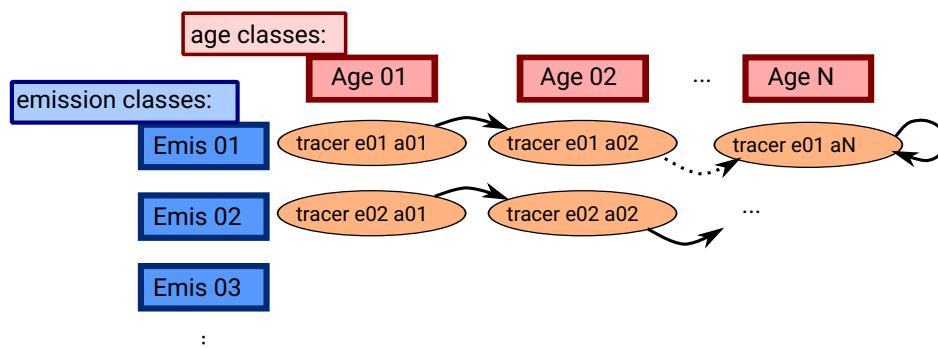 age classes:
Age 01 Age 02 ... Age N
emission classes:
Emis 01 tracer e01 a01 tracer e01 a02 tracer e01 aN
Emis 02 tracer e02 a01 tracer e02 a02 ...
Emis 03
: